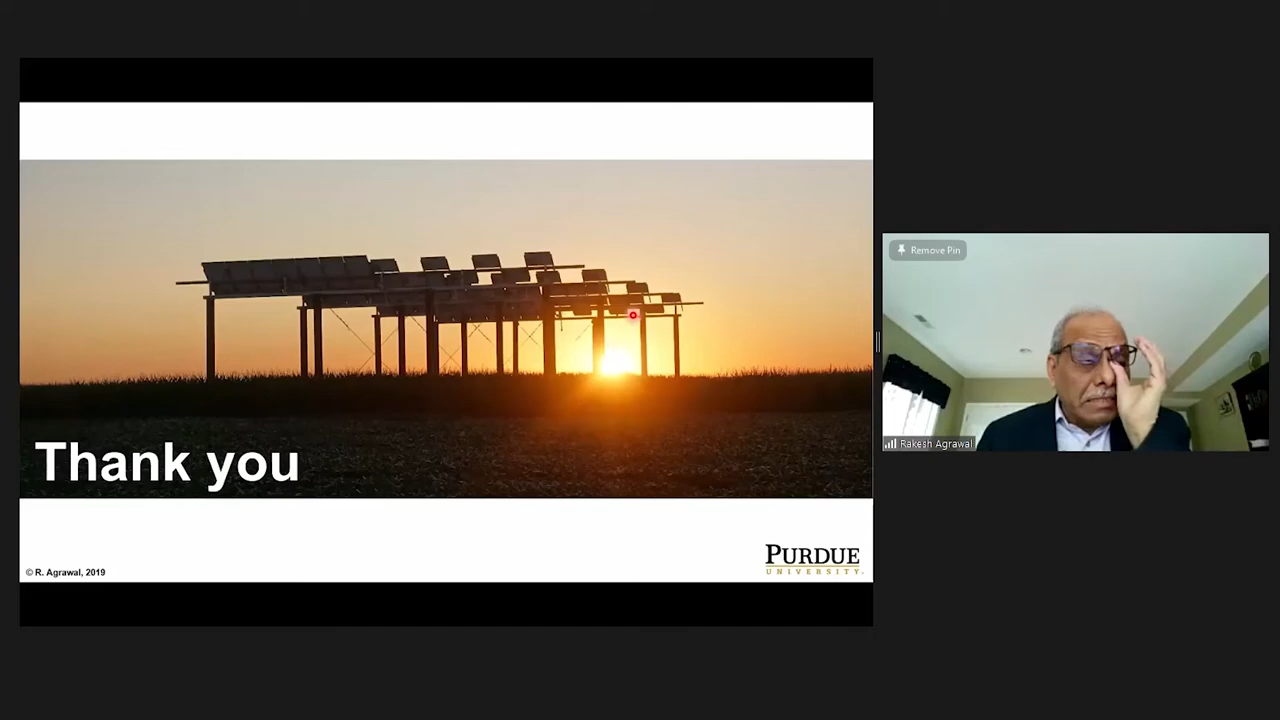 Remove Pin
Rakesh Agrawal
Thank you
© R. Agrawal, 2019
PURDUE
UNIVERSITY